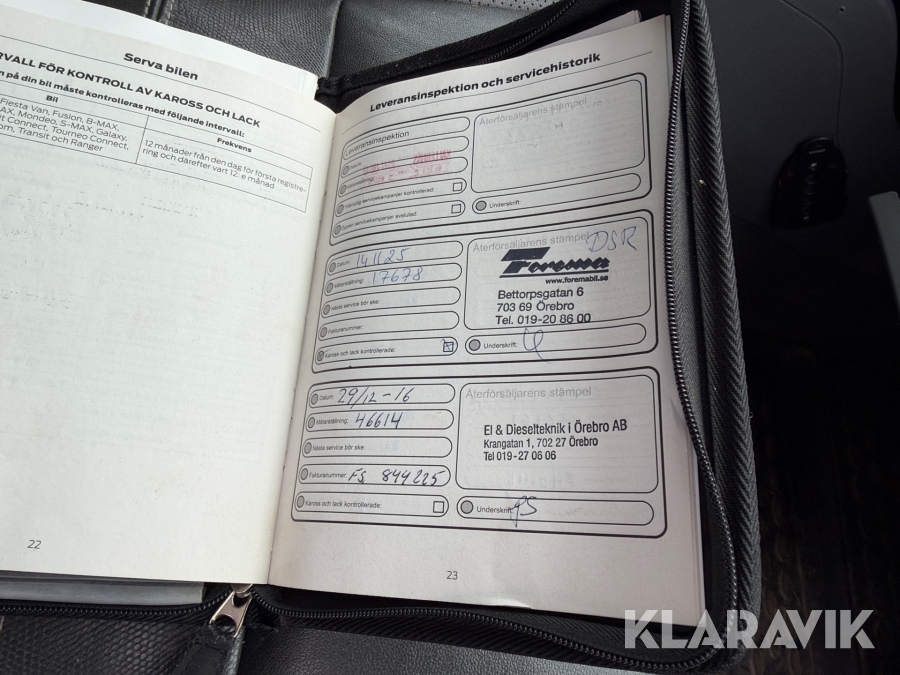 Serva bilen
RVALL FÖR KONTROLL AV KAROSS OCH LACK
n på din bil måste kontrolleras med följande intervall:
Bil
Frekvens
Fiesta Van, Fusion, B-MAX,
AX, Mondeo, S-MAX, Galaxy,
it Connect, Tourneo Connect,
om, Transit och Ranger
12 månader från den dag för första registre-
ring och därefter vart 12:e månad
22
Leveransinspektion och servicehistorik
Leveransinspektion
Återförsäljarens stämpel
Underskrift:
Datum: 141125
Mätarställning: 17678
Nästa service bör ske:
Fakturanummer:
Kaross och lack kontrollerade:
Återförsäljarens stämpel
DSR
Forema
www.foremabil.se
Bettorpsgatan 6
703 69 Örebro
Tel. 019-20 86 00
Underskrift:
Datum: 29/12-16
Mätarställning: 46614
Nästa service bör ske:
Fakturanummer: FS 844225
Kaross och lack kontrollerade:
Återförsäljarens stämpel
El & Dieselteknik i Örebro AB
Krangatan 1, 702 27 Örebro
Tel 019-27 06 06
Underskrift:
23
KLARAVIK